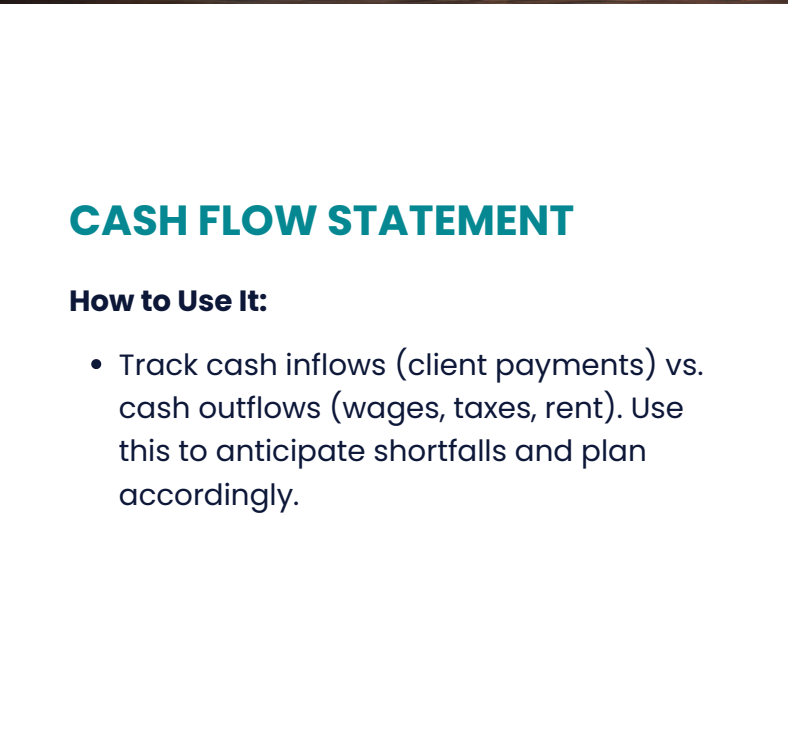 CASH FLOW STATEMENT
How to Use It:
• Track cash inflows (client payments) vs.
cash outflows (wages, taxes, rent). Use
this to anticipate shortfalls and plan
accordingly.